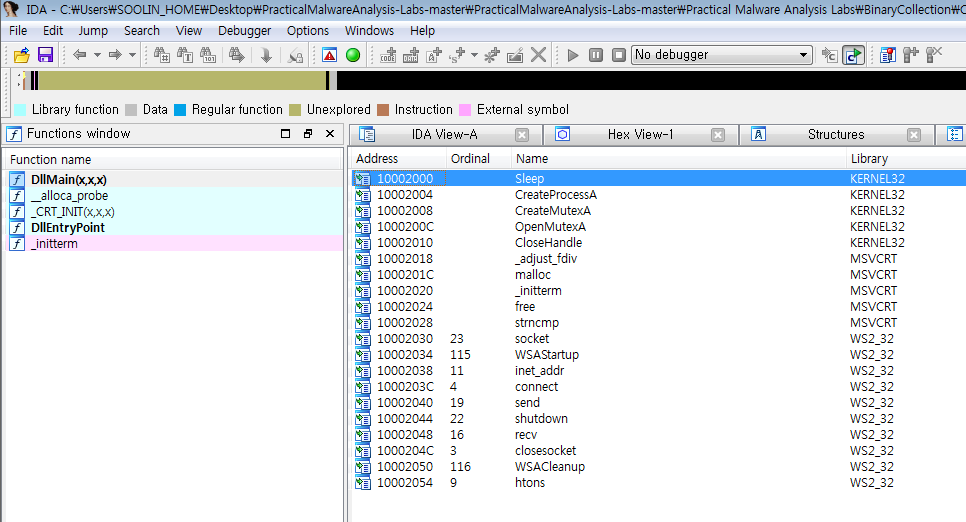 IDA - C:₩Users₩SOOLIN_HOME₩Desktop₩PracticalMalwareAnalysis-Labs-master₩PracticalMalwareAnalysis-Labs-master₩Practical Malware Analysis Labs₩BinaryCollection₩C
File Edit Jump Search View Debugger Options Windows Help
No debugger
Library function Data Regular function Unexplored Instruction External symbol
Functions window
IDA View-A Hex View-1 Structures
Function name
Address Ordinal Name Library
DllMain(x,x,x)
__alloca_probe
_CRT_INIT(x,x,x)
DllEntryPoint
_initterm
10002000 Sleep KERNEL32
10002004 CreateProcessA KERNEL32
10002008 CreateMutexA KERNEL32
1000200C OpenMutexA KERNEL32
10002010 CloseHandle KERNEL32
10002018 _adjust_fdiv MSVCRT
1000201C malloc MSVCRT
10002020 _initterm MSVCRT
10002024 free MSVCRT
10002028 strncmp MSVCRT
10002030 23 socket WS2_32
10002034 115 WSAStartup WS2_32
10002038 11 inet_addr WS2_32
1000203C 4 connect WS2_32
10002040 19 send WS2_32
10002044 22 shutdown WS2_32
10002048 16 recv WS2_32
1000204C 3 closesocket WS2_32
10002050 116 WSACleanup WS2_32
10002054 9 htons WS2_32